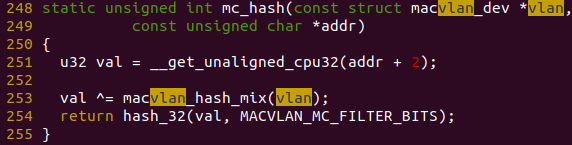 248 static unsigned int mc_hash(const struct macvlan_dev *vlan,
249         const unsigned char *addr)
250 {
251   u32 val = __get_unaligned_cpu32(addr + 2);
252
253   val ^= macvlan_hash_mix(vlan);
254   return hash_32(val, MACVLAN_MC_FILTER_BITS);
255 }